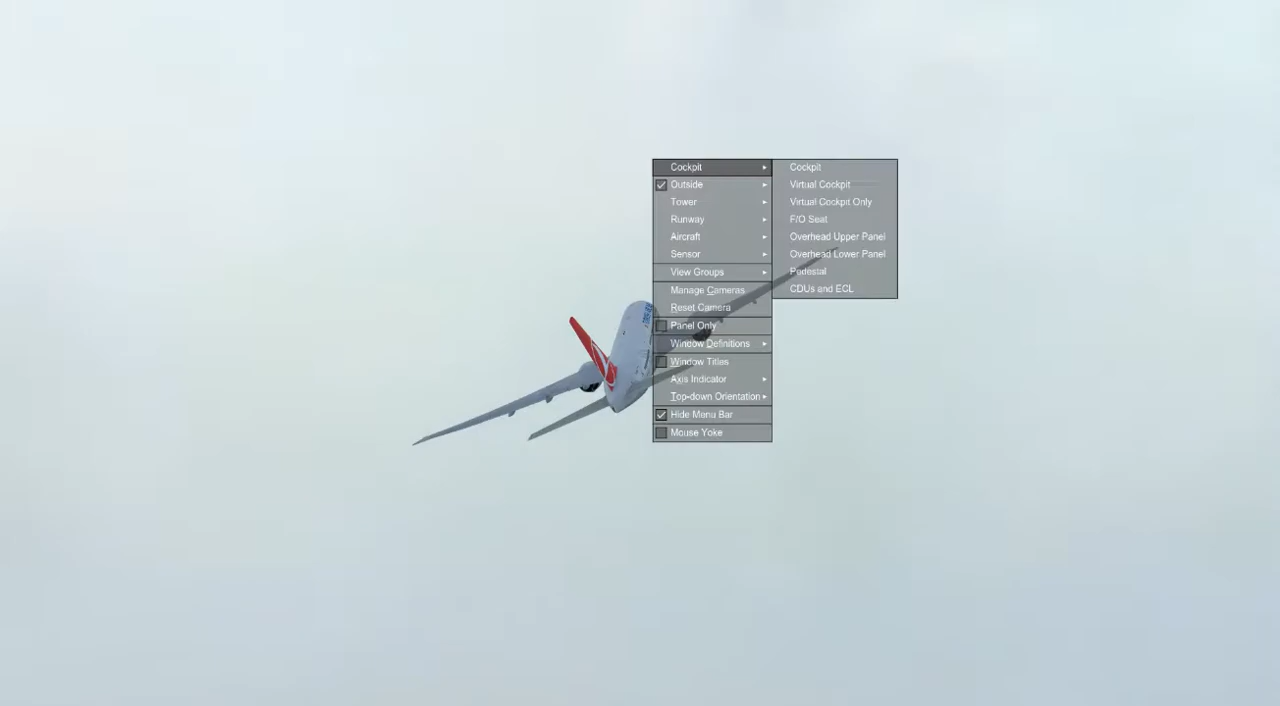 Cockpit
Outside
Tower
Runway
Aircraft
Sensor
View Groups
Manage Cameras
Reset Camera
Panel Only
Window Definitions
Window Titles
Axis Indicator
Top-down Orientation
Hide Menu Bar
Mouse Yoke
Cockpit
Virtual Cockpit
Virtual Cockpit Only
F/O Seat
Overhead Upper Panel
Overhead Lower Panel
Pedestal
CDUs and ECL